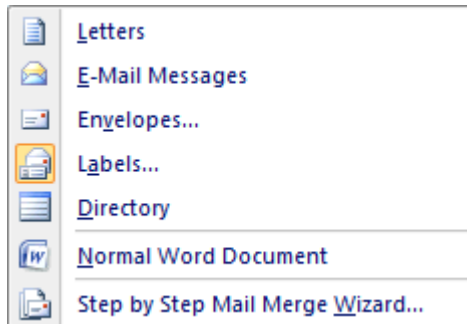 Letters
E-Mail Messages
Envelopes...
Labels...
Directory
Normal Word Document
Step by Step Mail Merge Wizard...